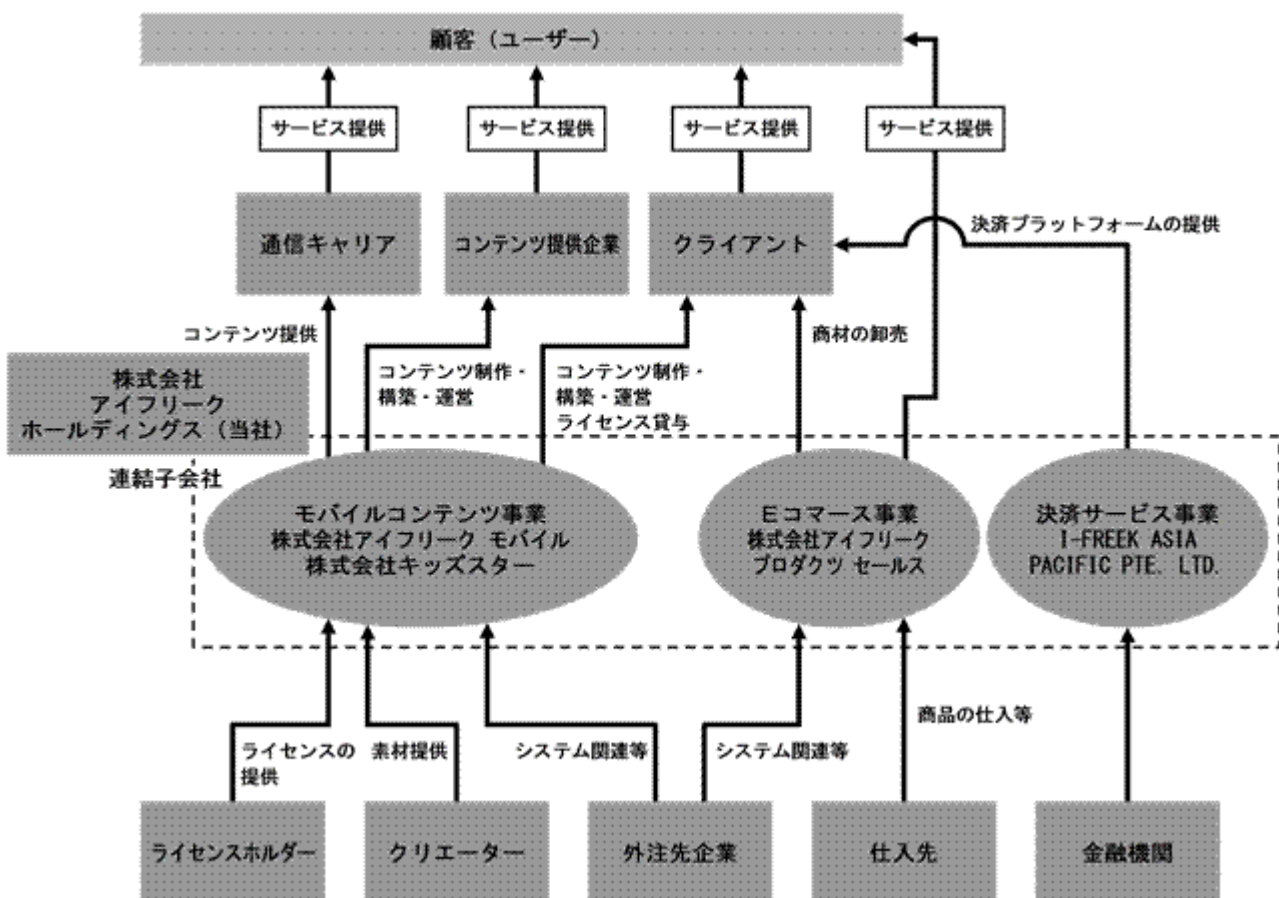 顧客（ユーザー）
サービス提供
サービス提供
サービス提供
サービス提供
通信キャリア
コンテンツ提供企業
クライアント
決済プラットフォームの提供
コンテンツ提供
コンテンツ制作・
構築・運営
コンテンツ制作・
構築・運営
ライセンス貸与
商材の卸売
株式会社
アイフリーク
ホールディングス（当社）
連結子会社
モバイルコンテンツ事業
株式会社アイフリーク モバイル
株式会社キッズスター
Ｅコマース事業
株式会社アイフリーク
プロダクツ セールス
決済サービス事業
I-FREEK ASIA
PACIFIC PTE. LTD.
ライセンスの
提供
素材提供
システム関連等
システム関連等
商品の仕入等
ライセンスホルダー
クリエーター
外注先企業
仕入先
金融機関